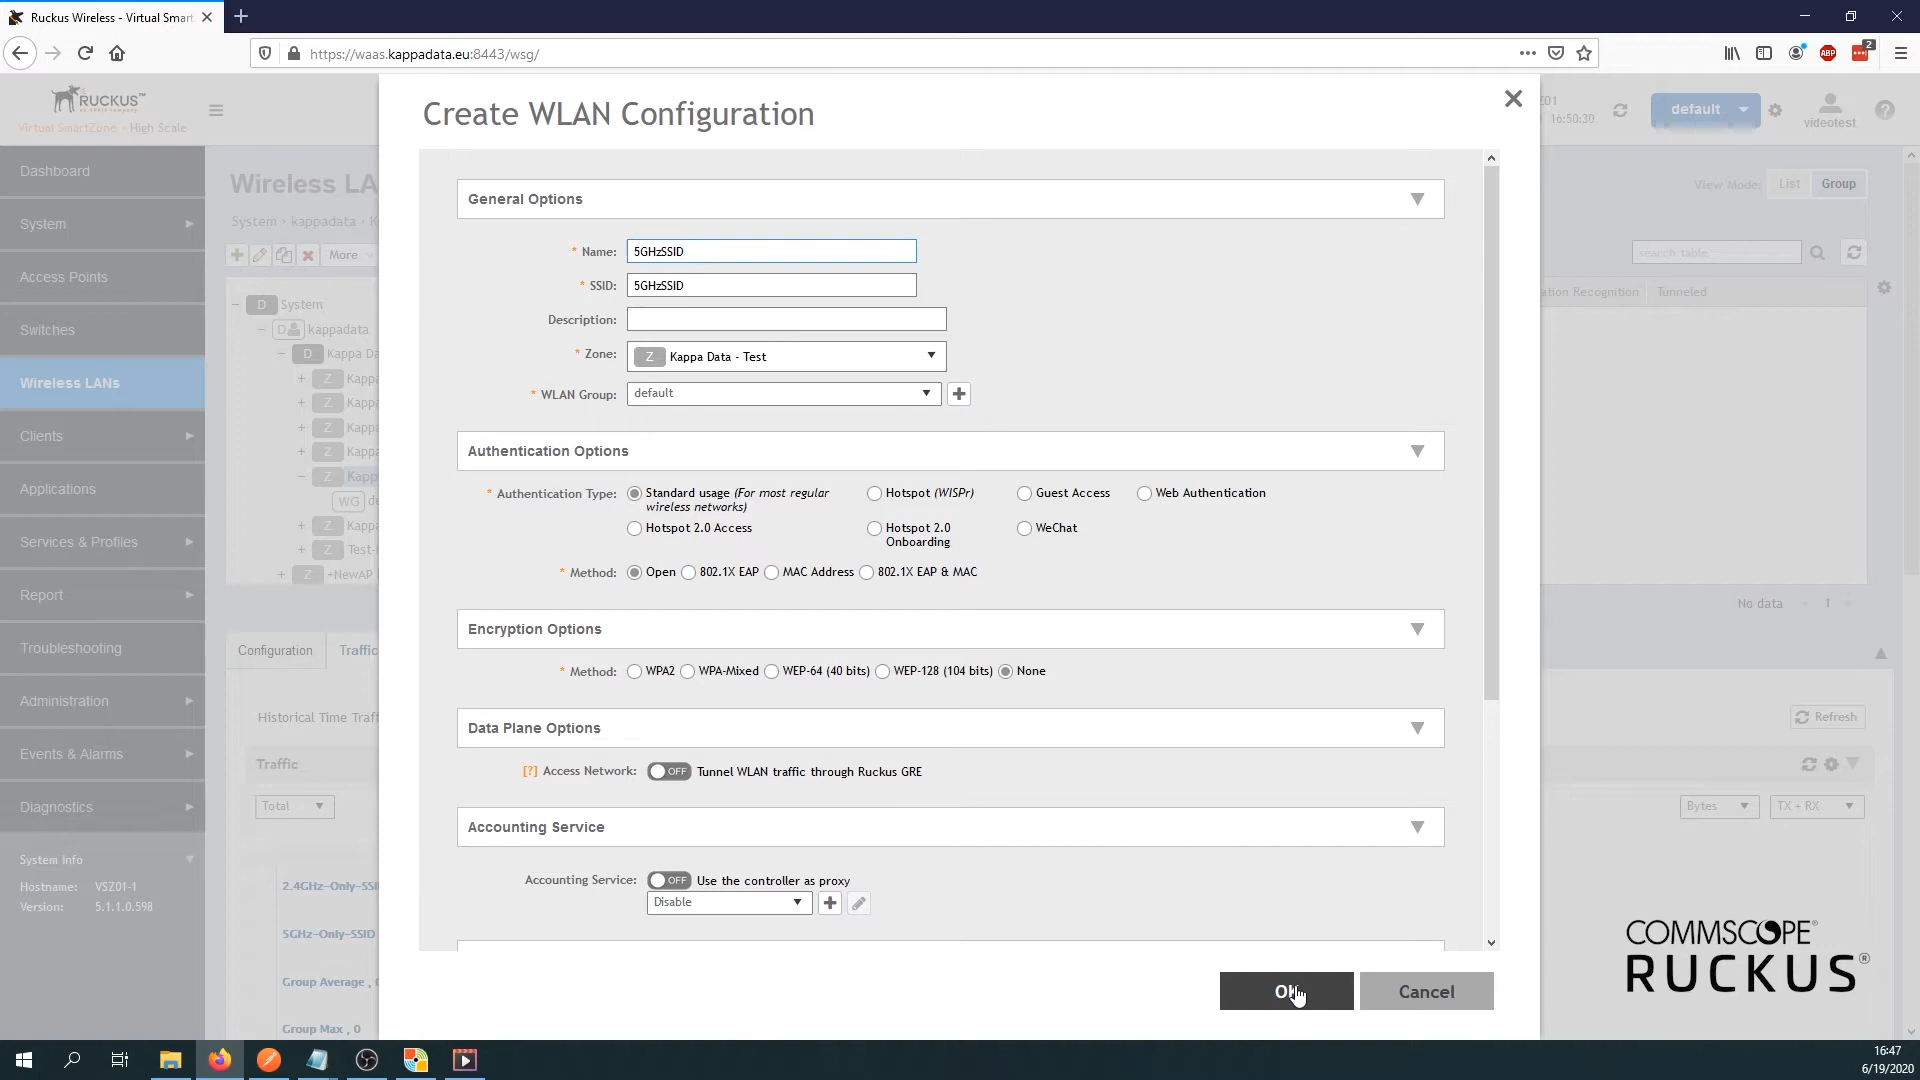 Ruckus Wireless - Virtual Smart
https://waas.kappadata.eu:8443/wsg/
2
RUCKUS™
Virtual SmartZone - High Scale
Create WLAN Configuration
Z01
16:50:30
default
videotest
Dashboard
System
Access Points
Switches
Wireless LANs
Clients
Applications
Services & Profiles
Report
Troubleshooting
Administration
Events & Alarms
Diagnostics
System Info
Hostname: VSZ01-1
Version: 5.1.1.0.598
Wireless LA
System kappadata K
More
D System
kappadata
D Kappa Da
Z Kappa
Z Kappa
Z Kappa
Z Kappa
Z Kapp
WG de
Z Kappa
Z Test-
Z +NewAP
Configuration Traffic
Historical Time Traff
Traffic
Total
2.4GHz-Only-SSI
5GHz-Only-SSID
Group Average ,
Group Max , 0
General Options
* Name: 5GHzSSID
* SSID: 5GHzSSID
Description:
* Zone: Z Kappa Data - Test
* WLAN Group: default
Authentication Options
* Authentication Type: Standard usage (For most regular wireless networks) Hotspot (WISPr) Guest Access Web Authentication
Hotspot 2.0 Access Hotspot 2.0 Onboarding WeChat
* Method: Open 802.1X EAP MAC Address 802.1X EAP & MAC
Encryption Options
* Method: WPA2 WPA-Mixed WEP-64 (40 bits) WEP-128 (104 bits) None
Data Plane Options
[?] Access Network: OFF Tunnel WLAN traffic through Ruckus GRE
Accounting Service
Accounting Service: OFF Use the controller as proxy
Disable
OK
Cancel
View Mode: List Group
search table
ation Recognition Tunneled
No data 1
Refresh
Bytes TX + RX
COMMSCOPE®
RUCKUS®
16:47
6/19/2020